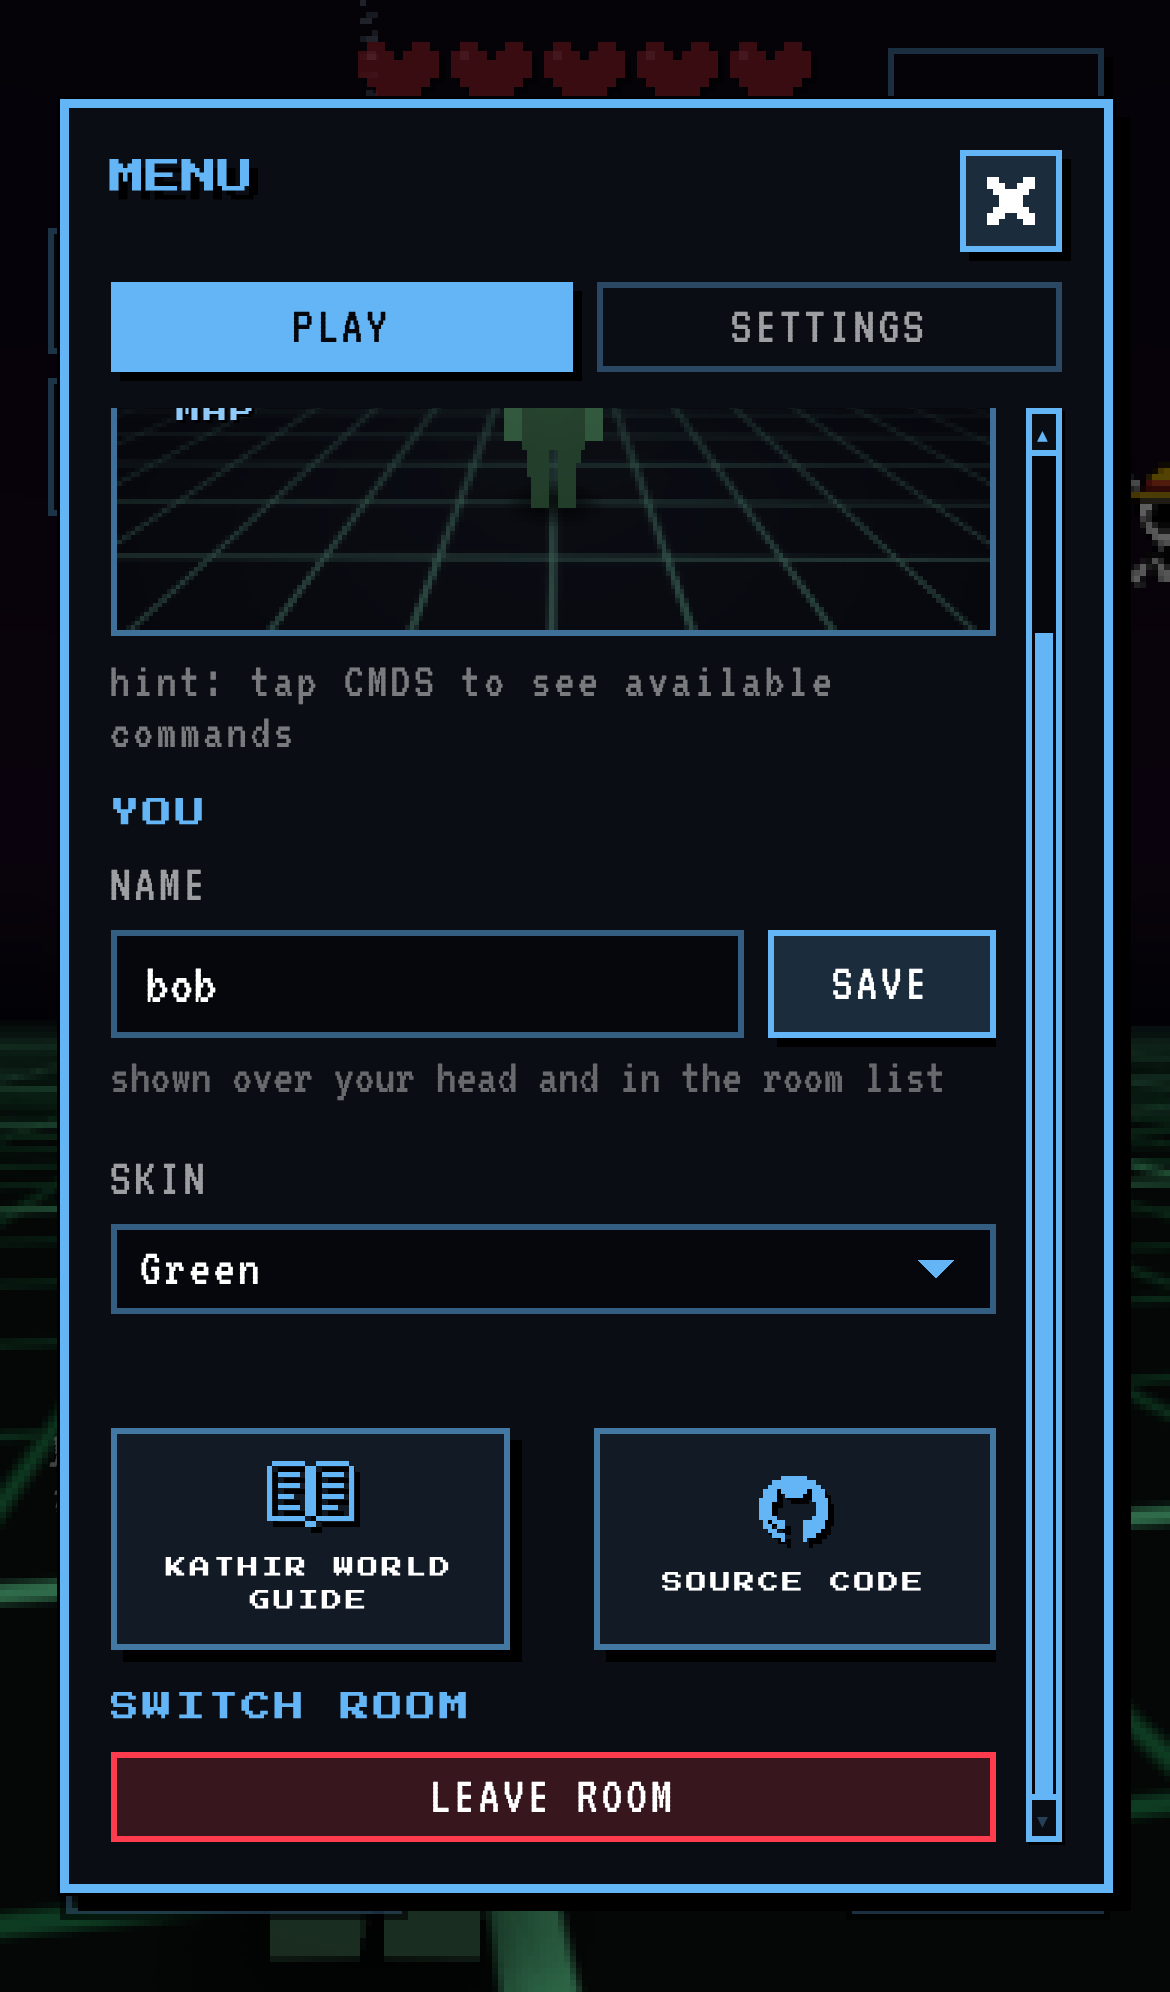 MENU
PLAY
SETTINGS
MAP
hint: tap CMDS to see available
commands
YOU
NAME
bob
SAVE
shown over your head and in the room list
SKIN
Green
KATHIR WORLD
GUIDE
SOURCE CODE
SWITCH ROOM
LEAVE ROOM